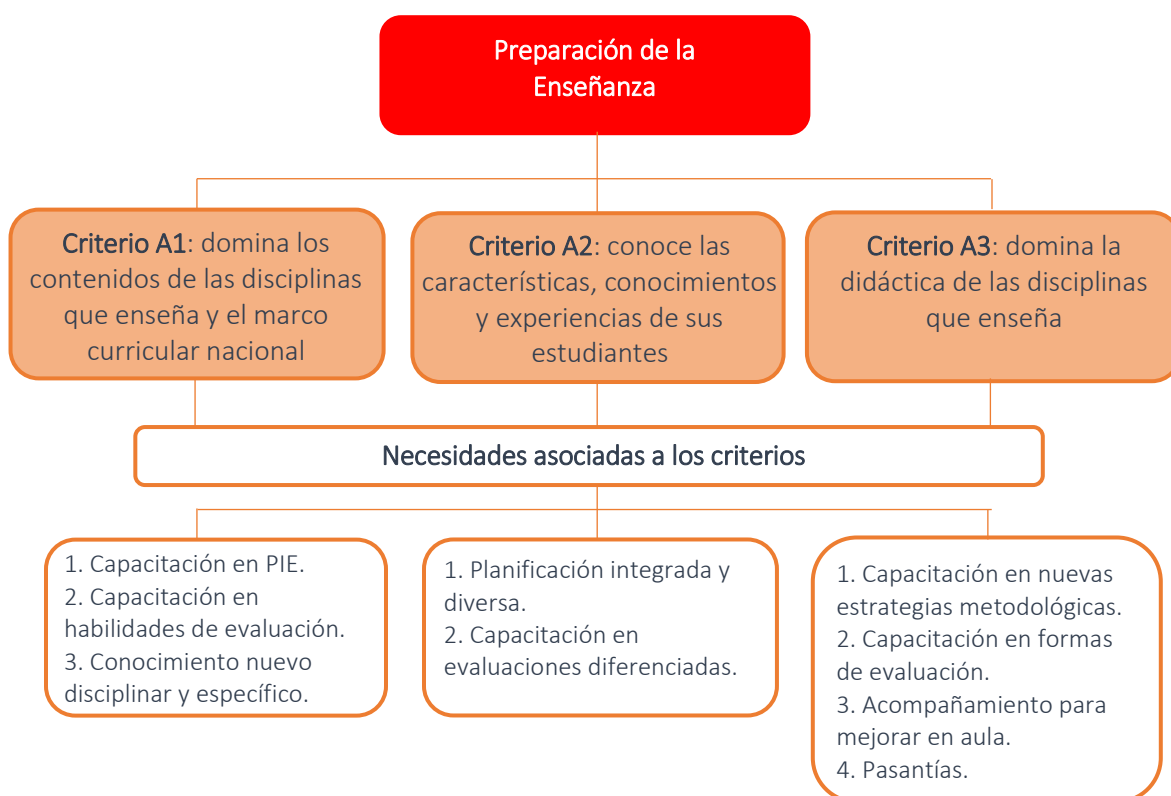 Preparación de la
Enseñanza
Criterio A1: domina los
contenidos de las disciplinas
que enseña y el marco
curricular nacional
Criterio A2: conoce las
características, conocimientos
y experiencias de sus
estudiantes
Criterio A3: domina la
didáctica de las disciplinas
que enseña
Necesidades asociadas a los criterios
1. Capacitación en PIE.
2. Capacitación en
habilidades de evaluación.
3. Conocimiento nuevo
disciplinar y específico.
1. Planificación integrada y
diversa.
2. Capacitación en
evaluaciones diferenciadas.
1. Capacitación en nuevas
estrategias metodológicas.
2. Capacitación en formas
de evaluación.
3. Acompañamiento para
mejorar en aula.
4. Pasantías.